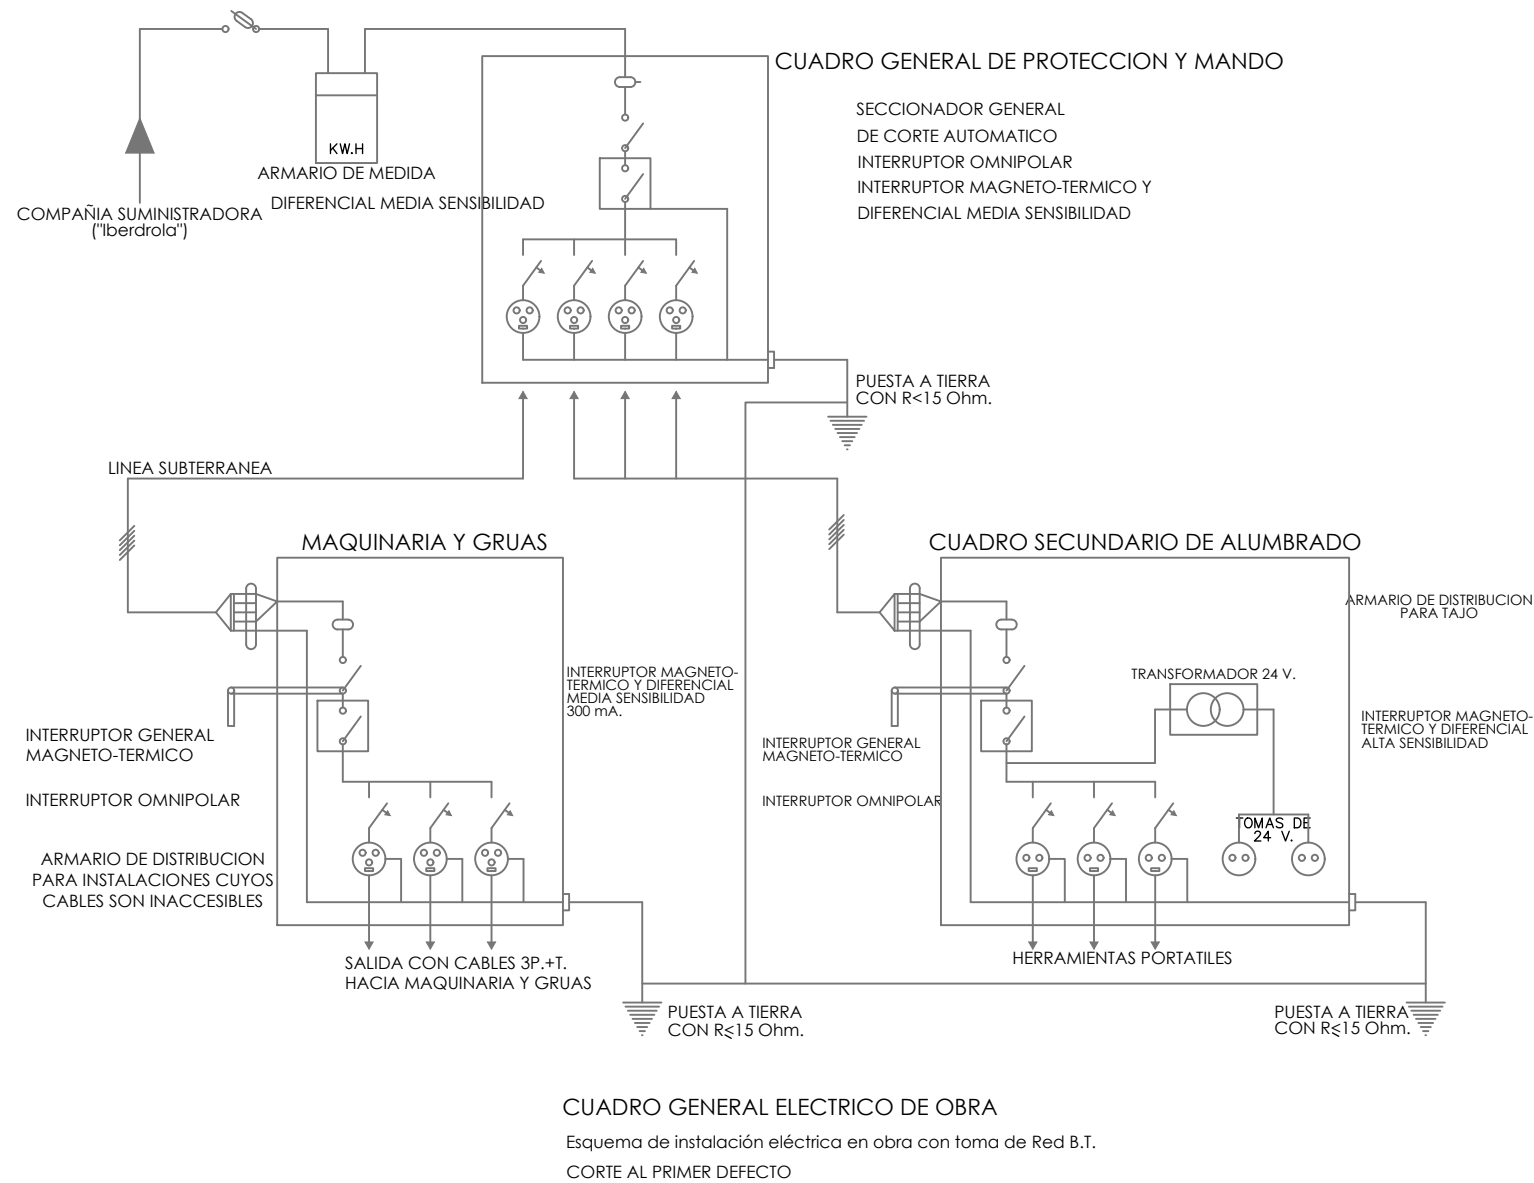 CUADRO GENERAL DE PROTECCION Y MANDO
SECCIONADOR GENERAL
DE CORTE AUTOMATICO
INTERRUPTOR OMNIPOLAR
INTERRUPTOR MAGNETO-TERMICO Y
DIFERENCIAL MEDIA SENSIBILIDAD
KW.H
ARMARIO DE MEDIDA
DIFERENCIAL MEDIA SENSIBILIDAD
COMPAÑIA SUMINISTRADORA
("Iberdrola")
PUESTA A TIERRA
CON R<15 Ohm.
LINEA SUBTERRANEA
MAQUINARIA Y GRUAS
INTERRUPTOR MAGNETO-
TERMICO Y DIFERENCIAL
MEDIA SENSIBILIDAD
300 mA.
INTERRUPTOR GENERAL
MAGNETO-TERMICO
INTERRUPTOR OMNIPOLAR
ARMARIO DE DISTRIBUCION
PARA INSTALACIONES CUYOS
CABLES SON INACCESIBLES
SALIDA CON CABLES 3P.+T.
HACIA MAQUINARIA Y GRUAS
PUESTA A TIERRA
CON R≤15 Ohm.
CUADRO SECUNDARIO DE ALUMBRADO
ARMARIO DE DISTRIBUCION
PARA TAJO
TRANSFORMADOR 24 V.
INTERRUPTOR MAGNETO-
TERMICO Y DIFERENCIAL
ALTA SENSIBILIDAD
INTERRUPTOR GENERAL
MAGNETO-TERMICO
INTERRUPTOR OMNIPOLAR
TOMAS DE
24 V.
HERRAMIENTAS PORTATILES
PUESTA A TIERRA
CON R≤15 Ohm.
CUADRO GENERAL ELECTRICO DE OBRA
Esquema de instalación eléctrica en obra con toma de Red B.T.
CORTE AL PRIMER DEFECTO